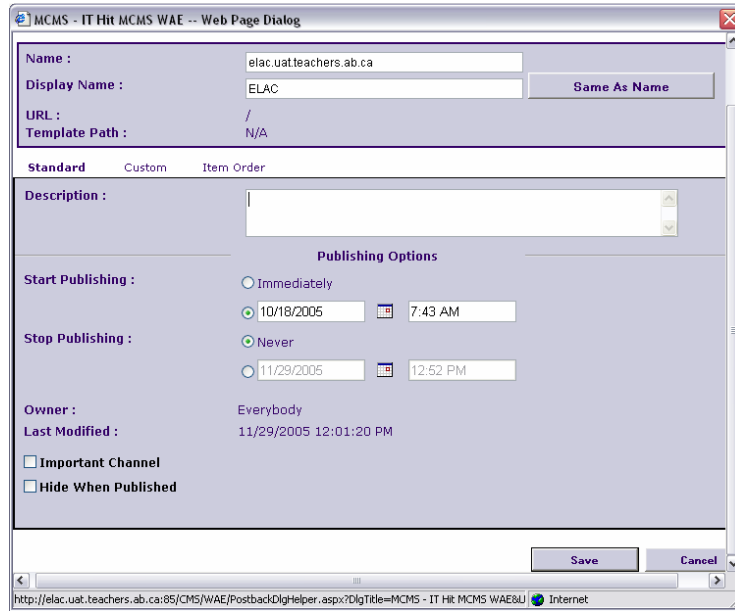 MCMS - IT Hit MCMS WAE -- Web Page Dialog
Name : elac.uat.teachers.ab.ca
Display Name : ELAC Same As Name
URL : /
Template Path : N/A
Standard Custom Item Order
Description :
Publishing Options
Start Publishing : Immediately
10/18/2005 7:43 AM
Stop Publishing : Never
11/29/2005 12:52 PM
Owner : Everybody
Last Modified : 11/29/2005 12:01:20 PM
Important Channel
Hide When Published
Save Cancel
http://elac.uat.teachers.ab.ca:85/CMS/WAE/PostbackDlgHelper.aspx?DlgTitle=MCMS - IT Hit MCMS WAE&U Internet